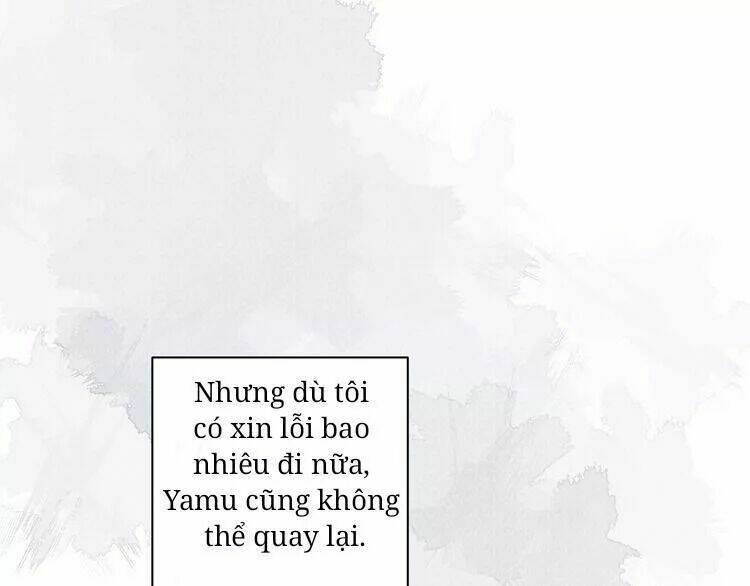 Nhưng dù tôi
có xin lỗi bao
nhiêu đi nữa,
Yamu cũng không
thể quay lại.